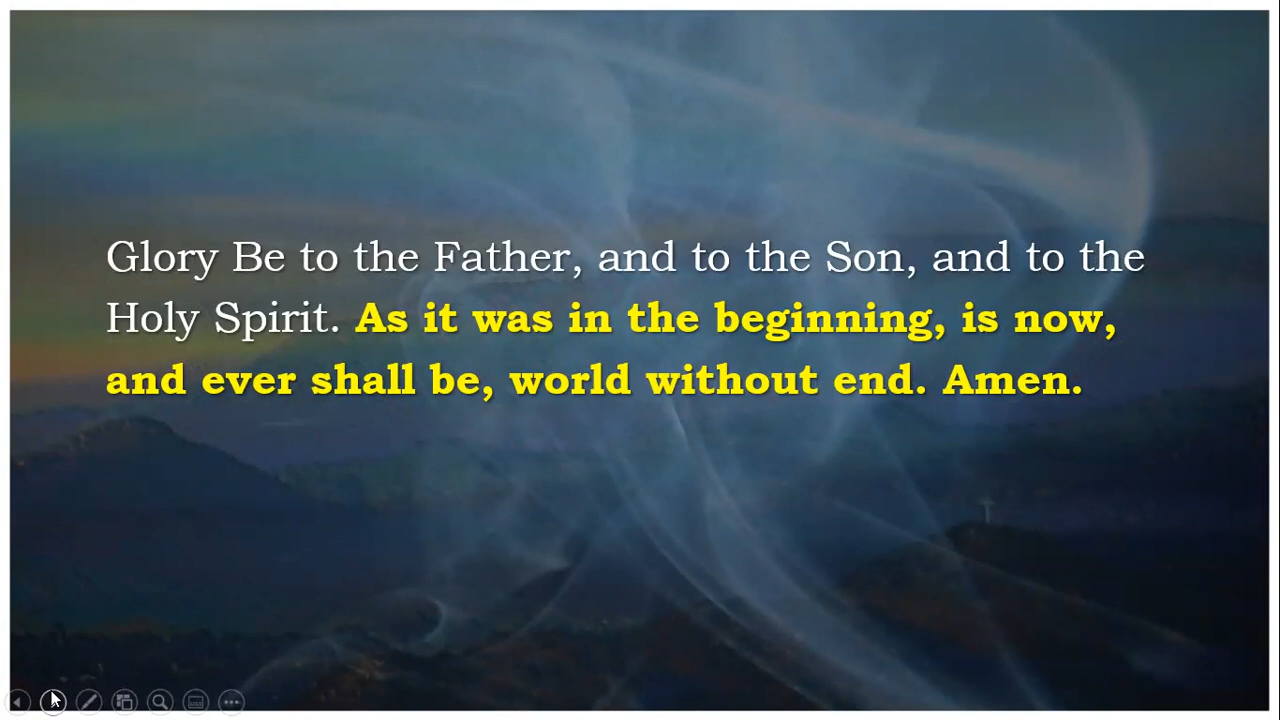 Glory Be to the Father, and to the Son, and to the
Holy Spirit. As it was in the beginning, is now,
and ever shall be, world without end. Amen.